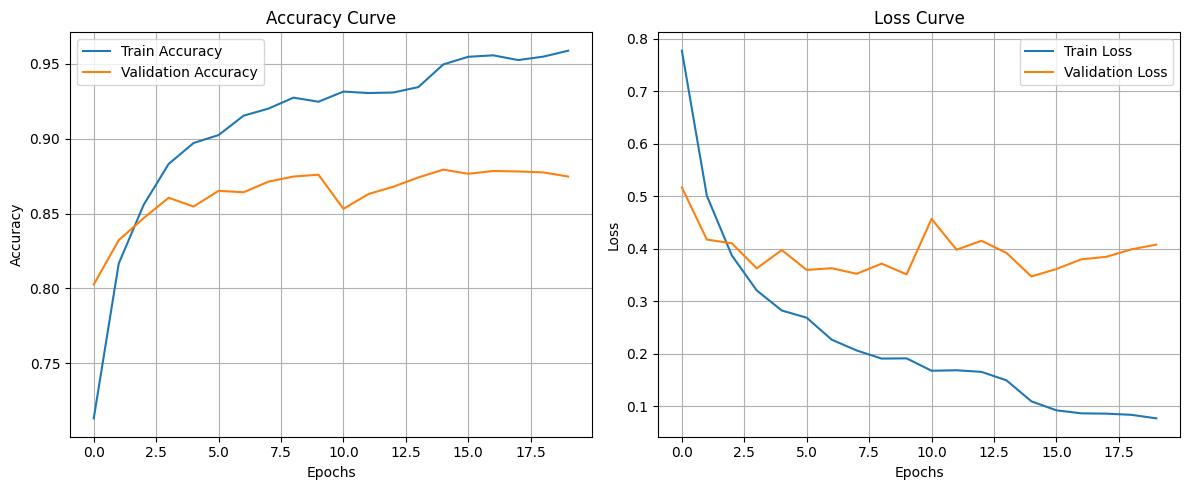 Accuracy Curve
Train Accuracy
Validation Accuracy
Accuracy
0.95
0.90
0.85
0.80
0.75
0.0 2.5 5.0 7.5 10.0 12.5 15.0 17.5
Epochs
Loss Curve
Train Loss
Validation Loss
Loss
0.8
0.7
0.6
0.5
0.4
0.3
0.2
0.1
0.0 2.5 5.0 7.5 10.0 12.5 15.0 17.5
Epochs